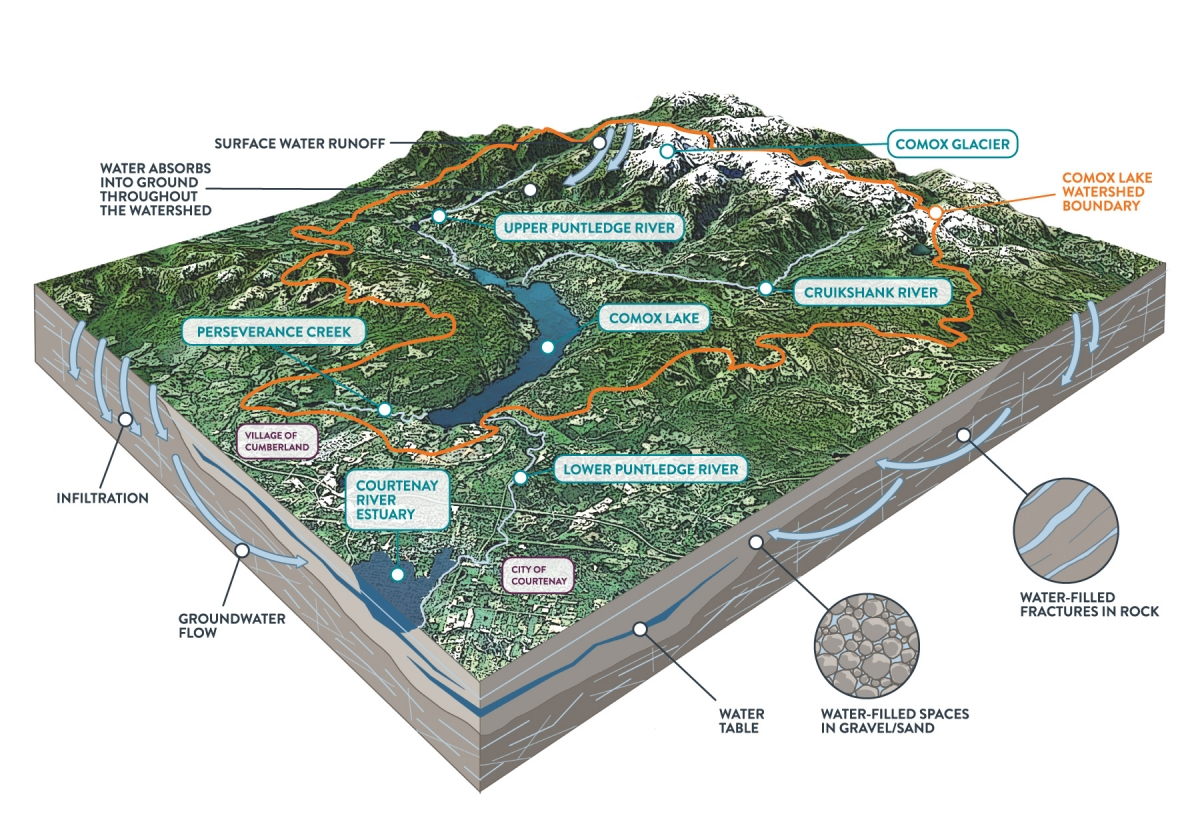 SURFACE WATER RUNOFF
COMOX GLACIER
WATER ABSORBS
INTO GROUND
THROUGHOUT
THE WATERSHED
COMOX LAKE
WATERSHED
BOUNDARY
UPPER PUNTLEDGE RIVER
CRUIKSHANK RIVER
COMOX LAKE
PERSEVERANCE CREEK
VILLAGE OF
CUMBERLAND
LOWER PUNTLEDGE RIVER
COURTENAY
RIVER
ESTUARY
INFILTRATION
CITY OF
COURTENAY
WATER-FILLED
FRACTURES IN ROCK
GROUNDWATER
FLOW
WATER
TABLE
WATER-FILLED SPACES
IN GRAVEL/SAND